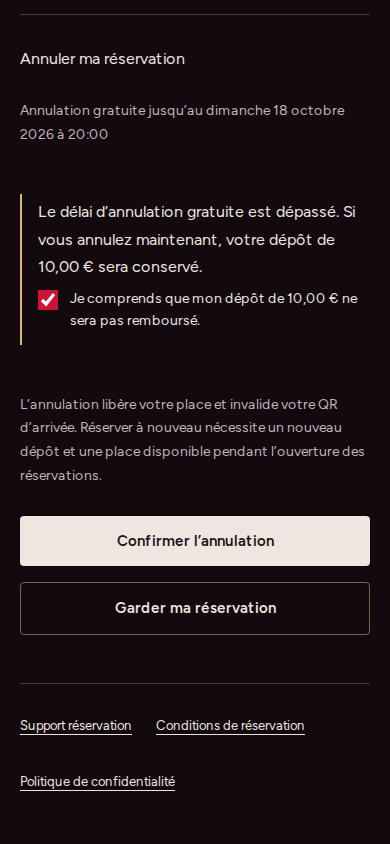 Annuler ma réservation
Annulation gratuite jusqu’au dimanche 18 octobre
2026 à 20:00
Le délai d’annulation gratuite est dépassé. Si
vous annulez maintenant, votre dépôt de
10,00 € sera conservé.
Je comprends que mon dépôt de 10,00 € ne
sera pas remboursé.
L’annulation libère votre place et invalide votre QR
d’arrivée. Réserver à nouveau nécessite un nouveau
dépôt et une place disponible pendant l’ouverture des
réservations.
Confirmer l’annulation
Garder ma réservation
Support réservation Conditions de réservation
Politique de confidentialité